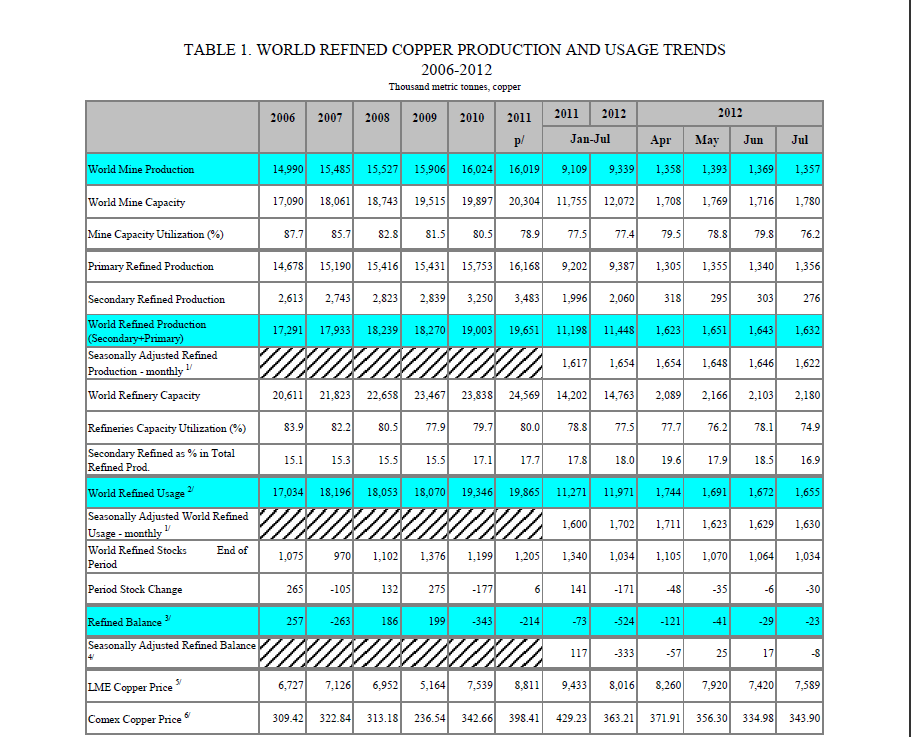 TABLE 1. WORLD REFINED COPPER PRODUCTION AND USAGE TRENDS
2006-2012
Thousand metric tonnes, copper
2006 2007 2008 2009 2010 2011 2011 2012 2012
p/ Jan-Jul Apr May Jun Jul
World Mine Production 14,990 15,485 15,527 15,906 16,024 16,019 9,109 9,339 1,358 1,393 1,369 1,357
World Mine Capacity 17,090 18,061 18,743 19,515 19,897 20,304 11,755 12,072 1,708 1,769 1,716 1,780
Mine Capacity Utilization (%) 87.7 85.7 82.8 81.5 80.5 78.9 77.5 77.4 79.5 78.8 79.8 76.2
Primary Refined Production 14,678 15,190 15,416 15,431 15,753 16,168 9,202 9,387 1,305 1,355 1,340 1,356
Secondary Refined Production 2,613 2,743 2,823 2,839 3,250 3,483 1,996 2,060 318 295 303 276
World Refined Production
(Secondary+Primary) 17,291 17,933 18,239 18,270 19,003 19,651 11,198 11,448 1,623 1,651 1,643 1,632
Seasonally Adjusted Refined
Production - monthly 1/ 1,617 1,654 1,654 1,648 1,646 1,622
World Refinery Capacity 20,611 21,823 22,658 23,467 23,838 24,569 14,202 14,763 2,089 2,166 2,103 2,180
Refineries Capacity Utilization (%) 83.9 82.2 80.5 77.9 79.7 80.0 78.8 77.5 77.7 76.2 78.1 74.9
Secondary Refined as % in Total
Refined Prod. 15.1 15.3 15.5 15.5 17.1 17.7 17.8 18.0 19.6 17.9 18.5 16.9
World Refined Usage 2/ 17,034 18,196 18,053 18,070 19,346 19,865 11,271 11,971 1,744 1,691 1,672 1,655
Seasonally Adjusted World Refined
Usage - monthly 1/ 1,600 1,702 1,711 1,623 1,629 1,630
World Refined Stocks End of
Period 1,075 970 1,102 1,376 1,199 1,205 1,340 1,034 1,105 1,070 1,064 1,034
Period Stock Change 265 -105 132 275 -177 6 141 -171 -48 -35 -6 -30
Refined Balance 3/ 257 -263 186 199 -343 -214 -73 -524 -121 -41 -29 -23
Seasonally Adjusted Refined Balance
4/ 117 -333 -57 25 17 -8
LME Copper Price 5/ 6,727 7,126 6,952 5,164 7,539 8,811 9,433 8,016 8,260 7,920 7,420 7,589
Comex Copper Price 6/ 309.42 322.84 313.18 236.54 342.66 398.41 429.23 363.21 371.91 356.30 334.98 343.90